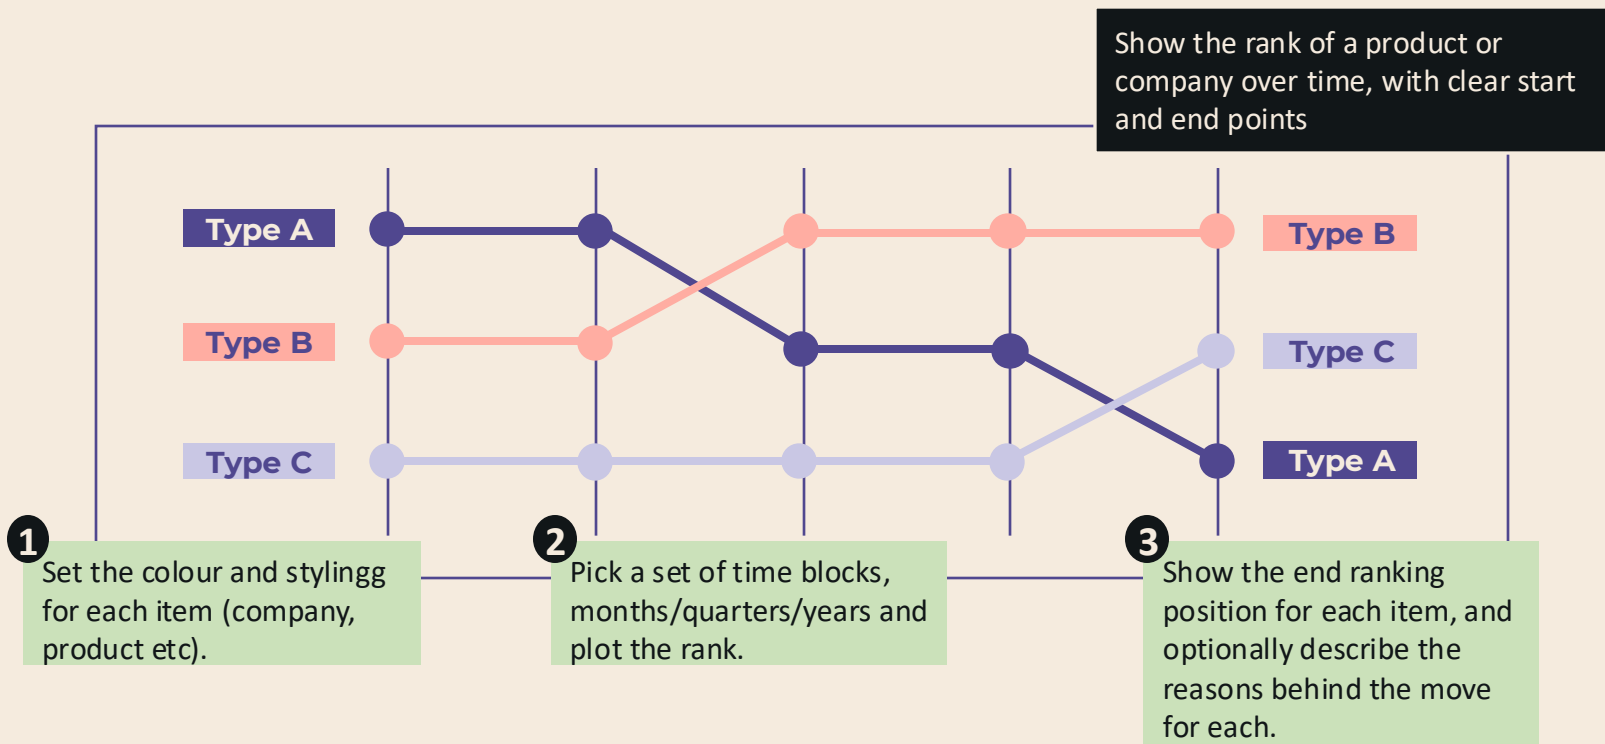 Show the rank of a product or
company over time, with clear start
and end points
Type A
Type B
Type C
Type B
Type C
Type A
1
Set the colour and stylingg
for each item (company,
product etc).
2
Pick a set of time blocks,
months/quarters/years and
plot the rank.
3
Show the end ranking
position for each item, and
optionally describe the
reasons behind the move
for each.